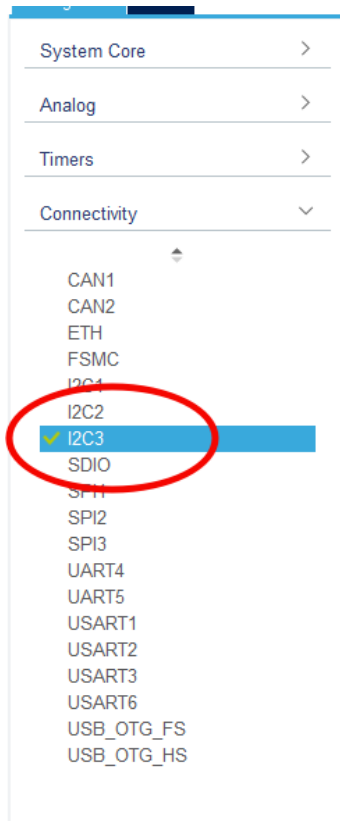 System Core
Analog
Timers
Connectivity
CAN1
CAN2
ETH
FSMC
I2C1
I2C2
I2C3
SDIO
SPI1
SPI2
SPI3
UART4
UART5
USART1
USART2
USART3
USART6
USB_OTG_FS
USB_OTG_HS